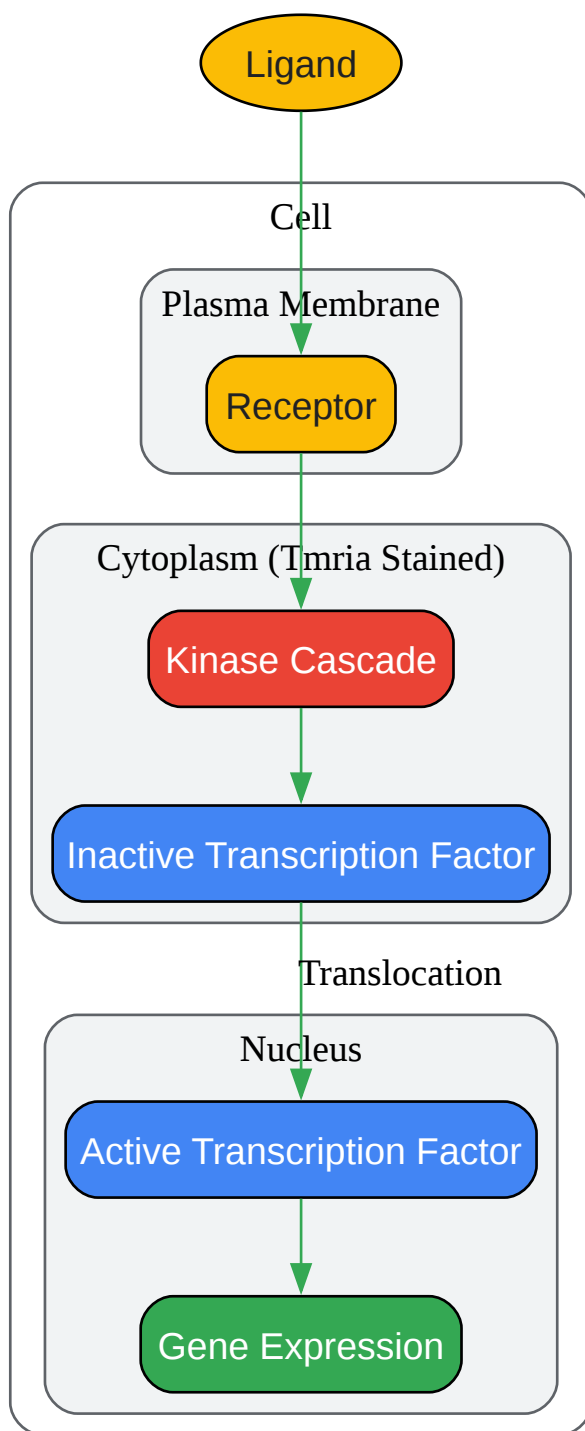 Ligand
Cell
Plasma Membrane
Receptor
Cytoplasm (Tmria Stained)
Kinase Cascade
Inactive Transcription Factor
Translocation
Nucleus
Active Transcription Factor
Gene Expression